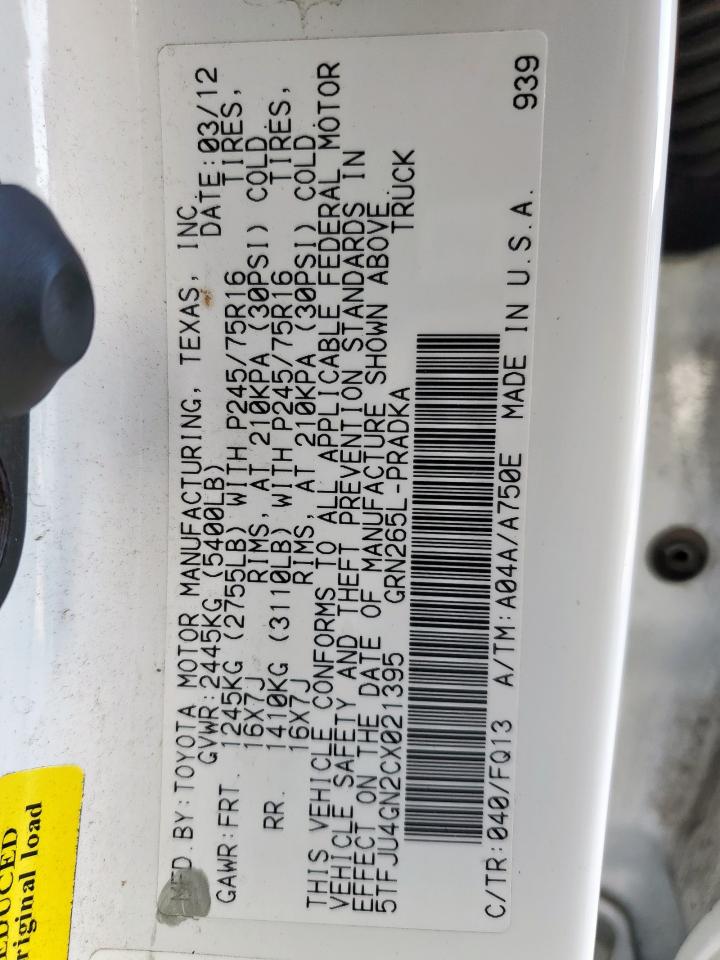 MFD.BY:TOYOTA MOTOR MANUFACTURING, TEXAS, INC.
GVWR:2445KG (5400LB) DATE:03/12
GAWR:FRT. 1245KG (2755LB) WITH P245/75R16 TIRES,
16X7J RIMS, AT 210KPA (30PSI) COLD
RR. 1410KG (3110LB) WITH P245/75R16 TIRES,
16X7J RIMS, AT 210KPA (30PSI) COLD
THIS VEHICLE CONFORMS TO ALL APPLICABLE FEDERAL MOTOR
VEHICLE SAFETY AND THEFT PREVENTION STANDARDS IN
EFFECT ON THE DATE OF MANUFACTURE SHOWN ABOVE.
5TFJU4GN2CX021395 GRN265L-PRADKA TRUCK
C/TR:040/FQ13 A/TM:A04A/A750E MADE IN U.S.A. 939
riginal load